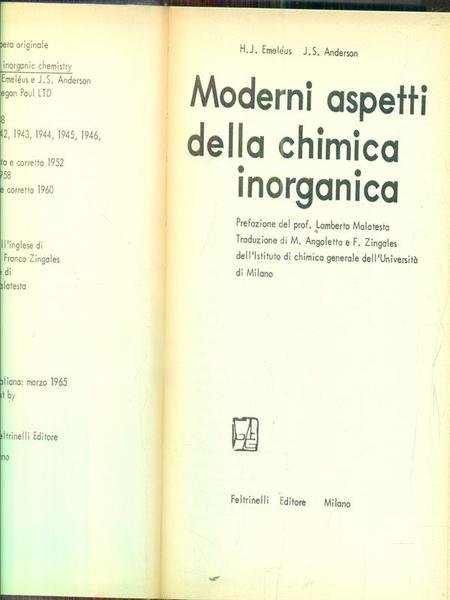 pera originale
inorganic chemistry
Emeléus e J.S. Anderson
egan Paul LTD
8
42, 1943, 1944, 1945, 1946,
ta e corretta 1952
958
e corretta 1960
ll'inglese di
Franco Zingales
di
alatesta
aliana: marzo 1965
t by
eltrinelli Editore
no
H.J. Emeléus J.S. Anderson
Moderni aspetti
della chimica
inorganica
Prefazione del prof. Lamberto Malatesta
Traduzione di M. Angoletta e F. Zingales
dell'Istituto di chimica generale dell'Università
di Milano
Feltrinelli Editore Milano